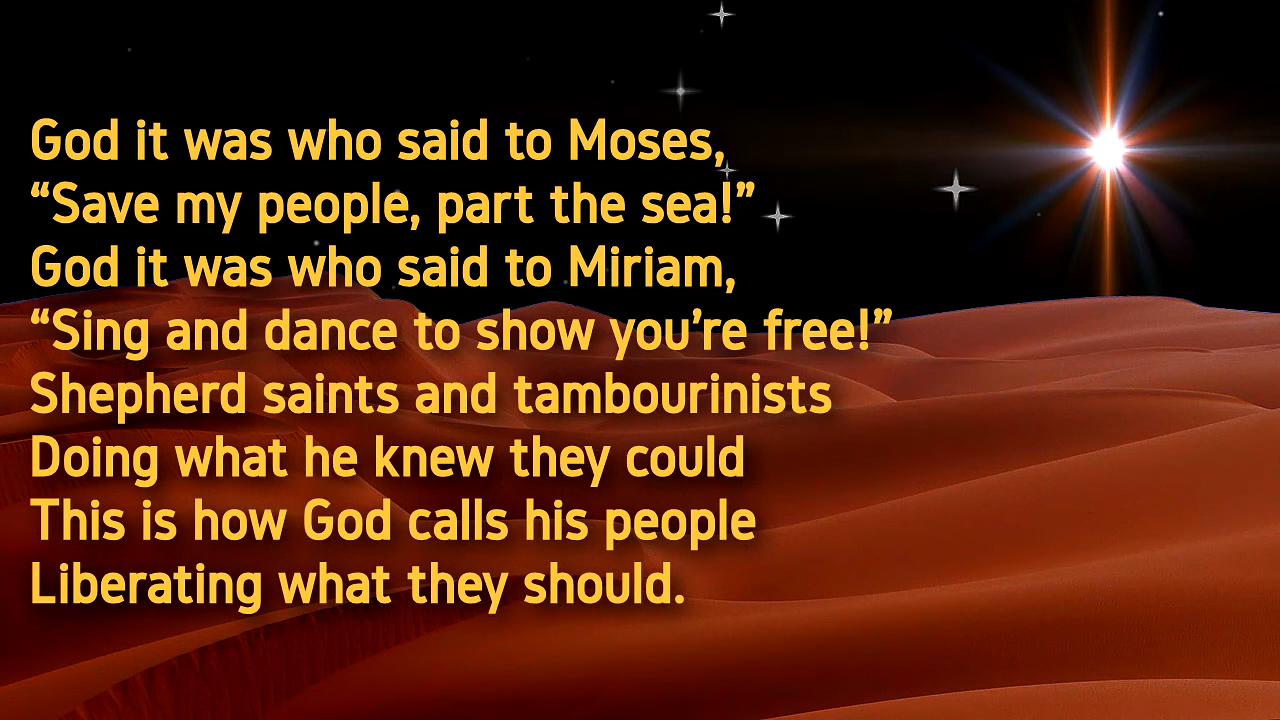 God it was who said to Moses,
“Save my people, part the sea!”
God it was who said to Miriam,
“Sing and dance to show you’re free!”
Shepherd saints and tambourinists
Doing what he knew they could
This is how God calls his people
Liberating what they should.